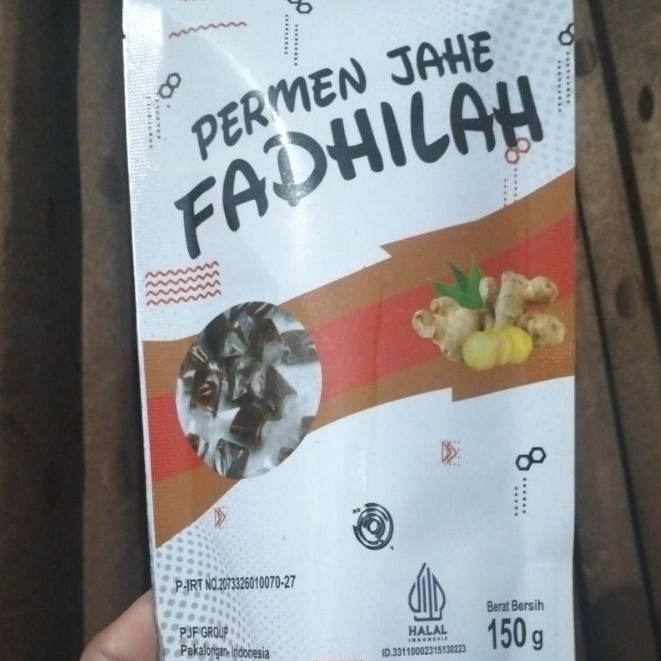 PERMEN JAHE
FADHILAH
P-IRT NO.2073326010070-27
PJF GROUP
Pekalongan- Indonesia
HALAL
INDONESIA
ID.33110002315130223
Berat Bersih
150 g